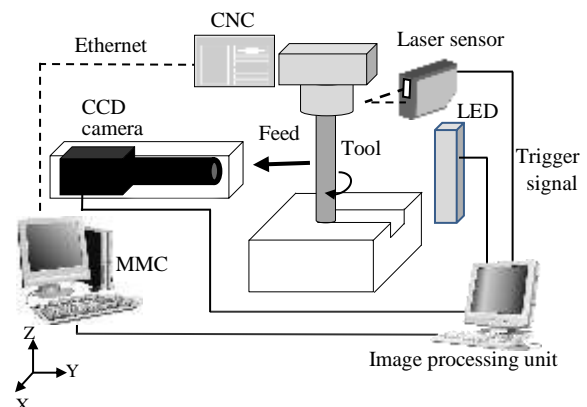 CNC
Ethernet
Laser sensor
CCD
camera
LED
Feed
Tool
Trigger
signal
MMC
Z
Y
X
Image processing unit